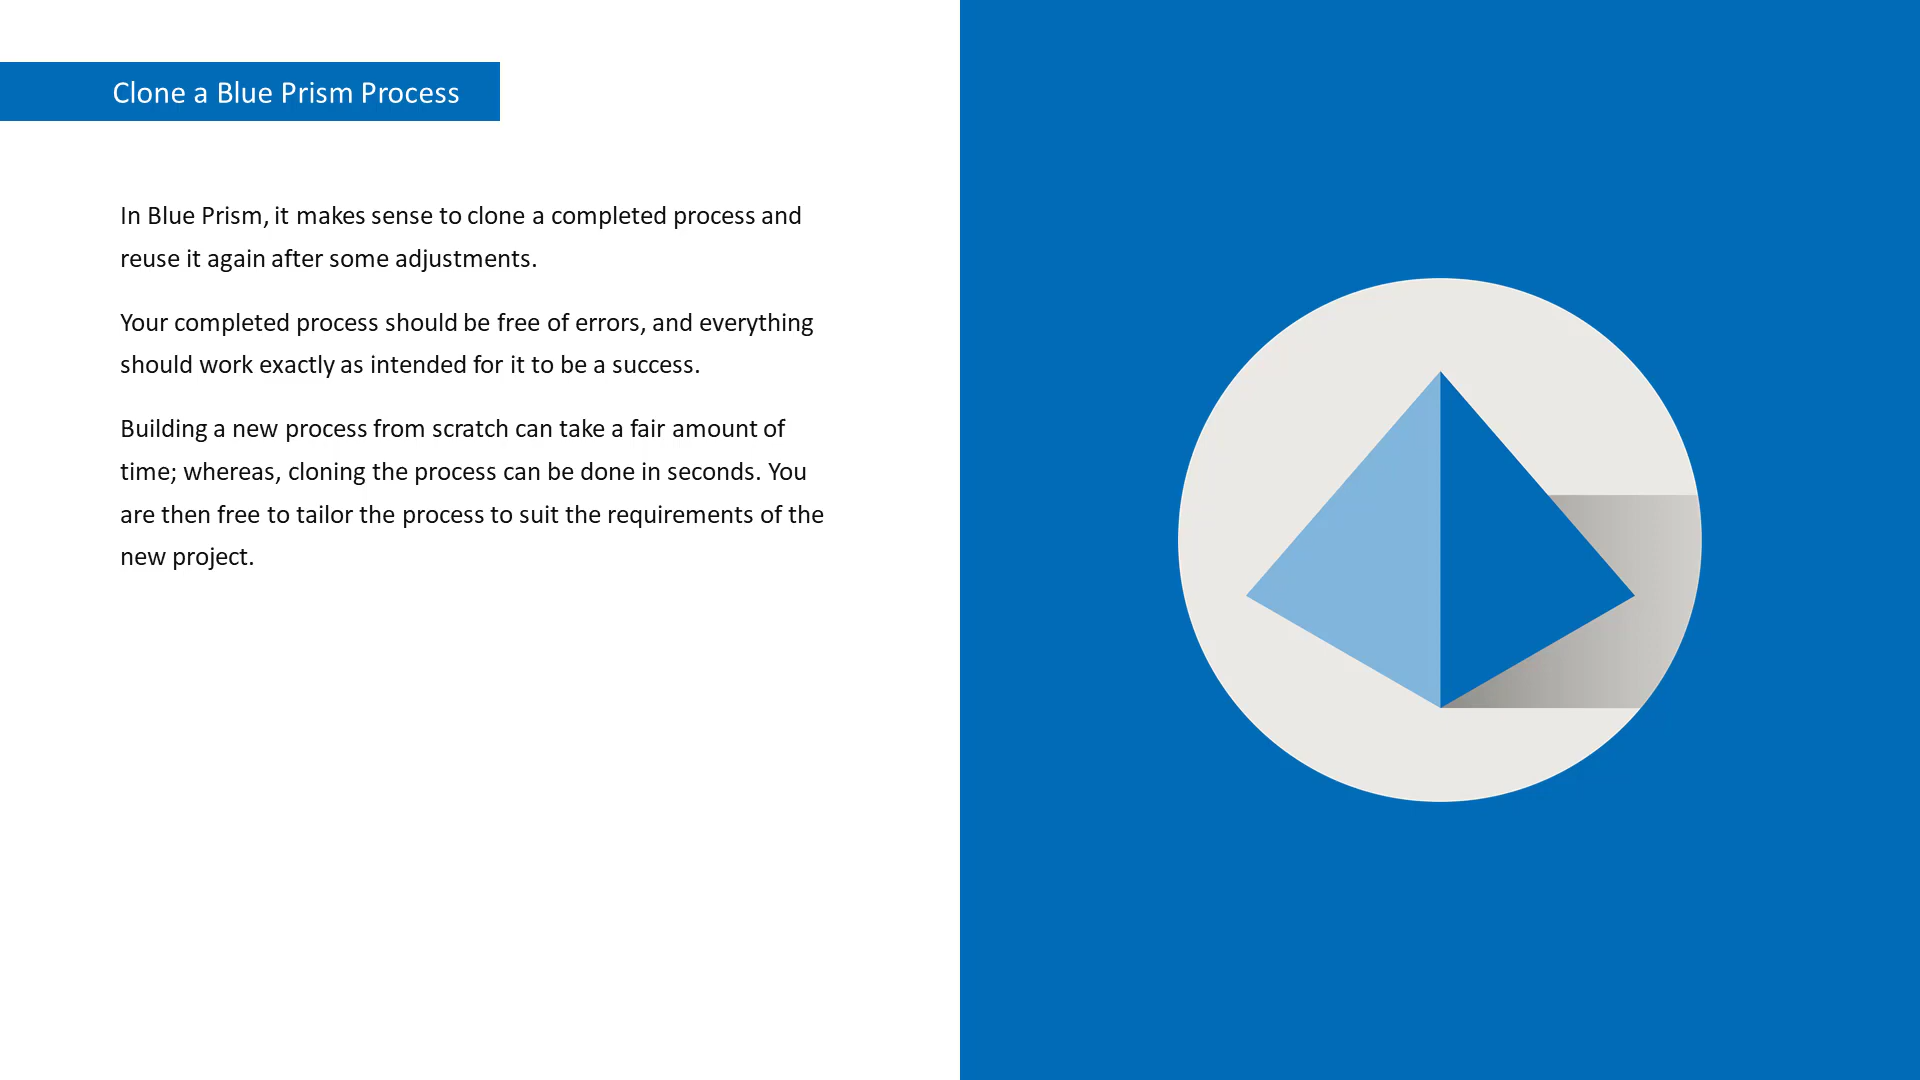 Clone a Blue Prism Process
In Blue Prism, it makes sense to clone a completed process and
reuse it again after some adjustments.
Your completed process should be free of errors, and everything
should work exactly as intended for it to be a success.
Building a new process from scratch can take a fair amount of
time; whereas, cloning the process can be done in seconds. You
are then free to tailor the process to suit the requirements of the
new project.